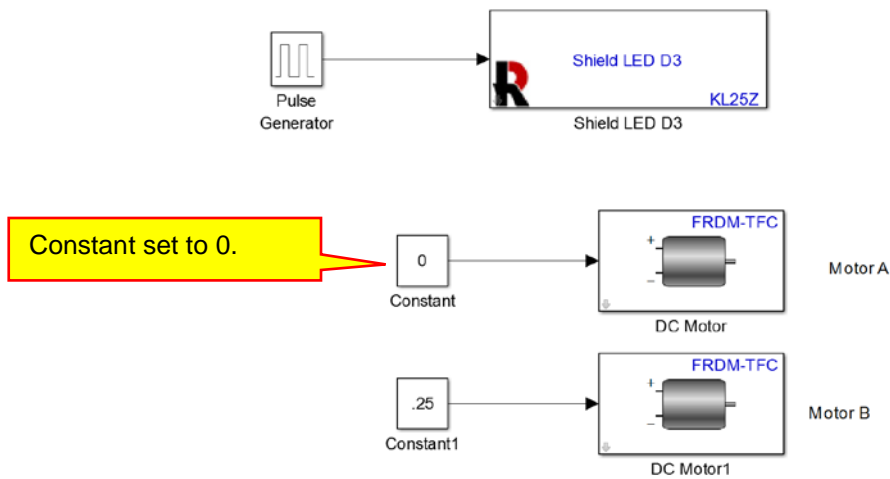 Shield LED D3
KL25Z
Pulse
Generator
Shield LED D3
Constant set to 0.
0
Constant
FRDM-TFC
+
−
DC Motor
Motor A
.25
Constant1
FRDM-TFC
+
−
DC Motor1
Motor B